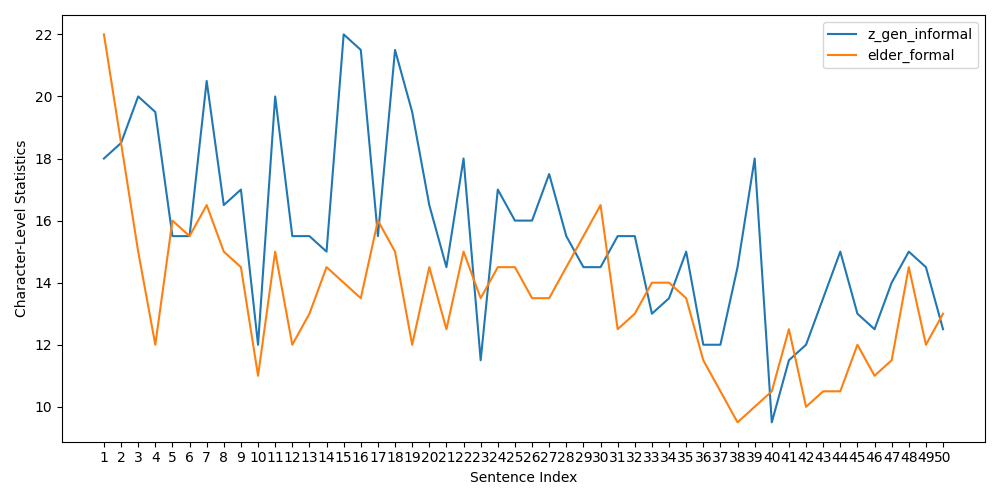 z_gen_informal
elder_formal
Character-Level Statistics
22
20
18
16
14
12
10
1 2 3 4 5 6 7 8 9 10 11 12 13 14 15 16 17 18 19 20 21 22 23 24 25 26 27 28 29 30 31 32 33 34 35 36 37 38 39 40 41 42 43 44 45 46 47 48 49 50
Sentence Index